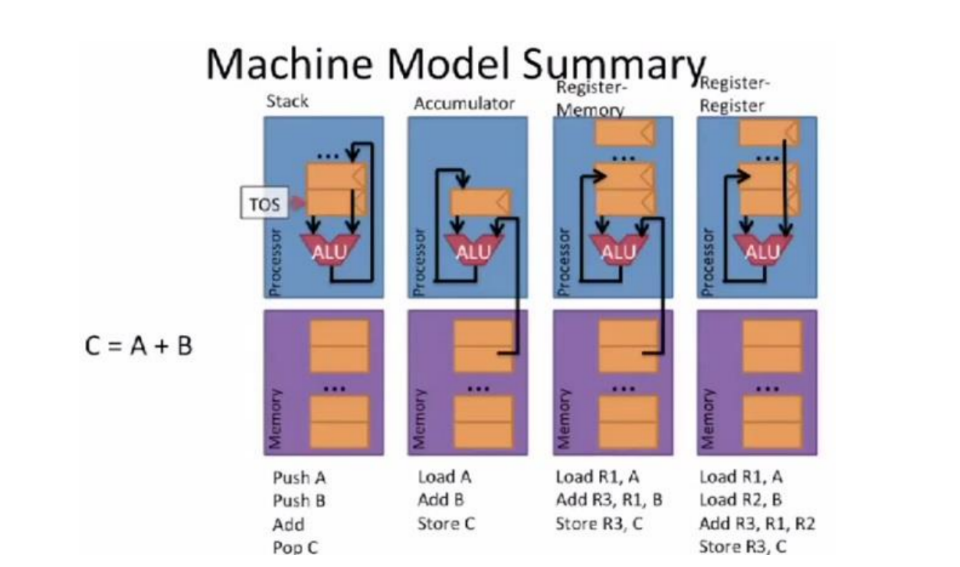 Machine Model Summary
Stack
Accumulator
Register-
Memory
Register-
Register
...
...
...
TOS
ALU
ALU
ALU
ALU
Processor
Processor
Processor
Processor
C = A + B
...
...
...
...
Memory
Memory
Memory
Memory
Push A
Push B
Add
Pop C
Load A
Add B
Store C
Load R1, A
Add R3, R1, B
Store R3, C
Load R1, A
Load R2, B
Add R3, R1, R2
Store R3, C